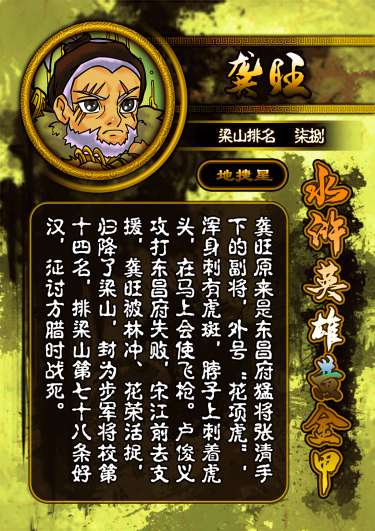 龚旺
梁山排名 柒捌
地捜星
水浒英雄黄金甲
龚旺原来是东昌府猛将张清手
下的副将，外号“花项虎”，
浑身刺有虎斑，脖子上刺着虎
头，在马上会使飞枪。卢俊义
攻打东昌府失败，宋江前去支
援，龚旺被林冲、花荣活捉，
归降了梁山，封为步军将校第
十四名，排梁山第七十八条好
汉，征讨方腊时战死。